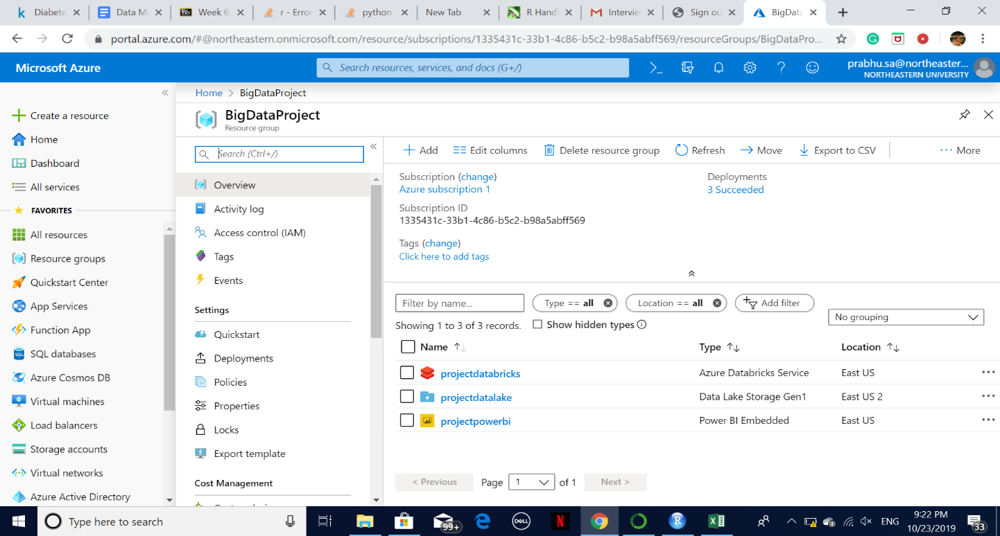 Diabete
Data Mi
Bb Week 6:
r - Erro
python
New Tab
R Hand
Intervie
Sign ou
BigData
portal.azure.com/#@northeastern.onmicrosoft.com/resource/subscriptions/1335431c-33b1-4c86-b5c2-b98a5abff569/resourceGroups/BigDataPro...
Microsoft Azure
Search resources, services, and docs (G+/)
prabhu.sa@northeaster...
NORTHEASTERN UNIVERSITY
Home > BigDataProject
BigDataProject
Resource group
Create a resource
Home
Dashboard
All services
FAVORITES
All resources
Resource groups
Quickstart Center
App Services
Function App
SQL databases
Azure Cosmos DB
Virtual machines
Load balancers
Storage accounts
Virtual networks
Azure Active Directory
Search (Ctrl+/)
Overview
Activity log
Access control (IAM)
Tags
Events
Settings
Quickstart
Deployments
Policies
Properties
Locks
Export template
Cost Management
Add
Edit columns
Delete resource group
Refresh
Move
Export to CSV
More
Subscription (change)
Azure subscription 1
Subscription ID
1335431c-33b1-4c86-b5c2-b98a5abff569
Tags (change)
Click here to add tags
Deployments
3 Succeeded
Filter by name...
Type == all
Location == all
Add filter
Showing 1 to 3 of 3 records.
Show hidden types
No grouping
Name Type Location
projectdatabricks Azure Databricks Service East US
projectdatalake Data Lake Storage Gen1 East US 2
projectpowerbi Power BI Embedded East US
< Previous Page 1 of 1 Next >
Type here to search
99+
DELL
N
R
ENG
9:22 PM
10/23/2019
33